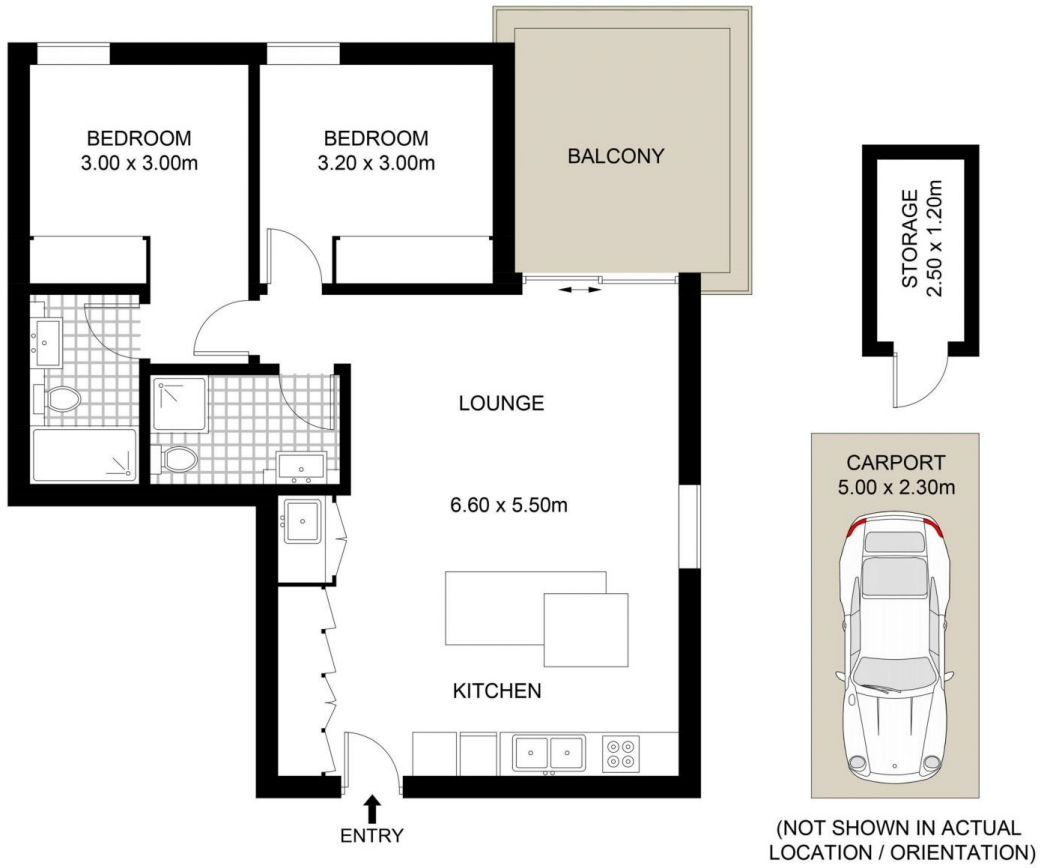 BEDROOM
3.00 x 3.00m
BEDROOM
3.20 x 3.00m
BALCONY
STORAGE
2.50 x 1.20m
LOUNGE
6.60 x 5.50m
CARPORT
5.00 x 2.30m
KITCHEN
ENTRY
(NOT SHOWN IN ACTUAL
LOCATION / ORIENTATION)